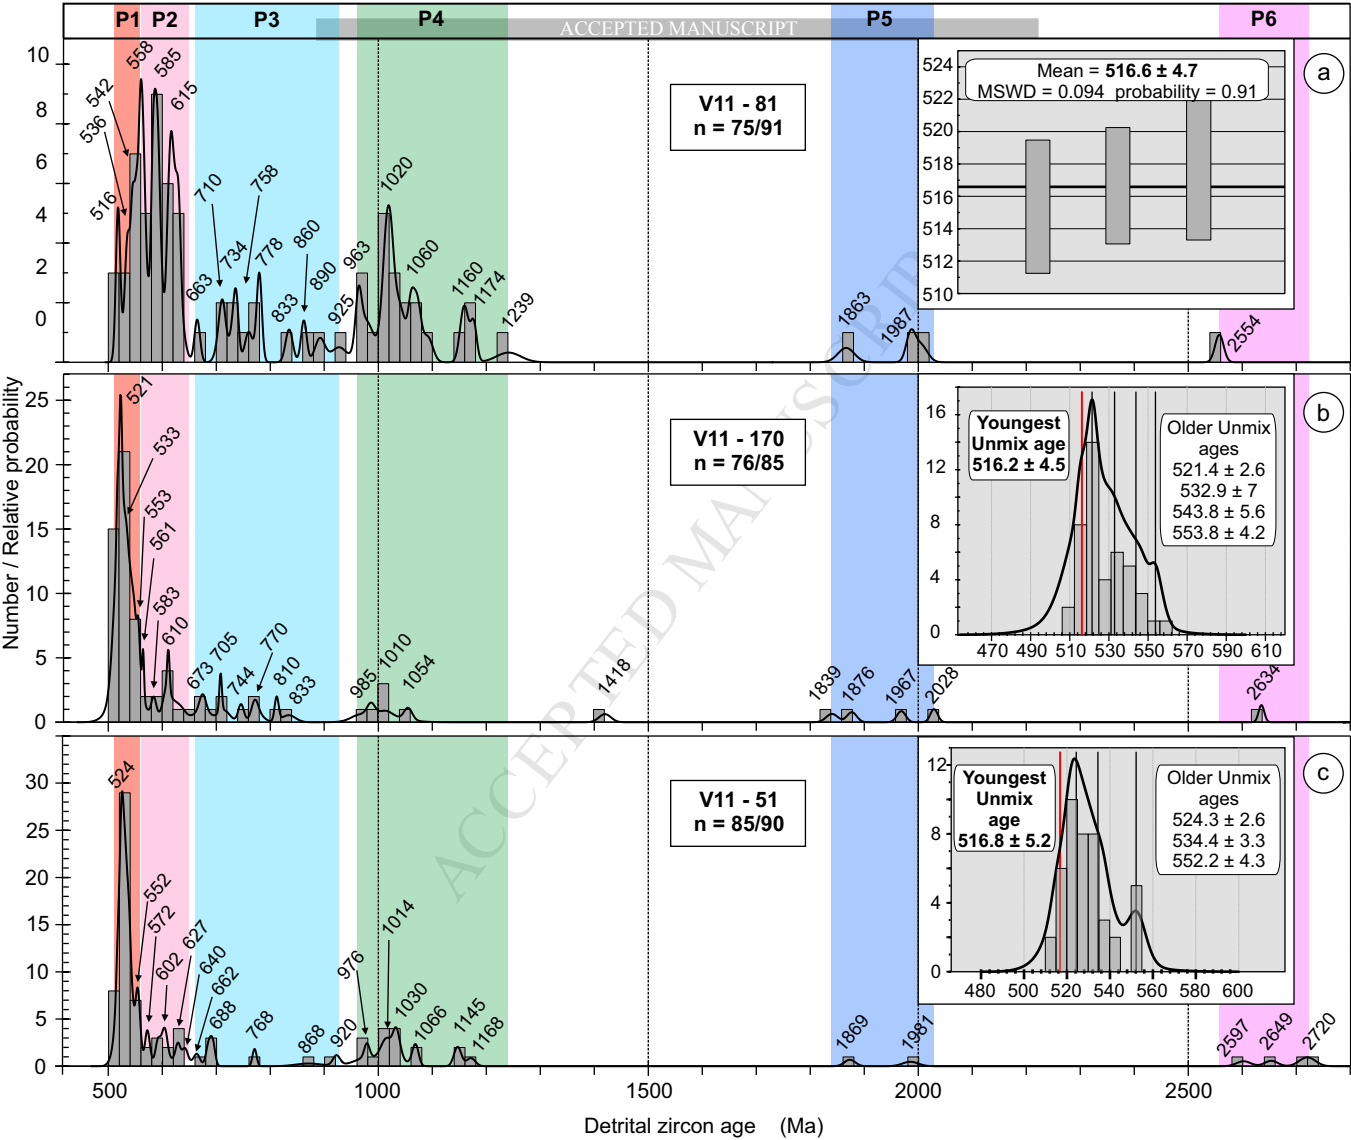 P1 P2 P3 P4 P5 P6
ACCEPTED MANUSCRIPT
a
10
8
6
4
2
0
516
536
542
558
585
615
663
710
734
758
778
833
860
890
925
963
1020
1060
1160
1174
1239
1863
1987
2554
V11 - 81
n = 75/91
Mean = 516.6 ± 4.7
MSWD = 0.094 probability = 0.91
524
522
520
518
516
514
512
510
Number / Relative probability
b
25
20
15
10
5
0
521
533
553
561
583
610
673
705
744
770
810
833
985
1010
1054
1418
1839
1876
1967
2028
2634
V11 - 170
n = 76/85
Youngest
Unmix age
516.2 ± 4.5
Older Unmix
ages
521.4 ± 2.6
532.9 ± 7
543.8 ± 5.6
553.8 ± 4.2
16
12
8
4
0
470 490 510 530 550 570 590 610
c
30
25
20
15
10
5
0
524
552
572
602
627
640
662
688
768
868
920
976
1014
1030
1066
1145
1168
1869
1981
2597
2649
2720
V11 - 51
n = 85/90
Youngest
Unmix
age
516.8 ± 5.2
Older Unmix
ages
524.3 ± 2.6
534.4 ± 3.3
552.2 ± 4.3
12
8
4
0
480 500 520 540 560 580 600
500 1000 1500 2000 2500
Detrital zircon age (Ma)
ACCEPTED MANUSCRIPT